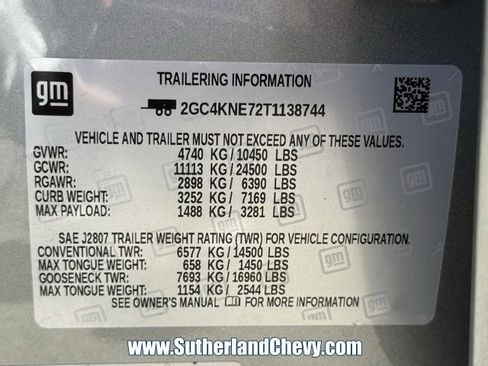 gm
TRAILERING INFORMATION
2GC4KNE72T1138744
VEHICLE AND TRAILER MUST NOT EXCEED ANY OF THESE VALUES.
GVWR: 4740 KG / 10450 LBS
GCWR: 11113 KG / 24500 LBS
RGAWR: 2898 KG / 6390 LBS
CURB WEIGHT: 3252 KG / 7169 LBS
MAX PAYLOAD: 1488 KG / 3281 LBS
SAE J2807 TRAILER WEIGHT RATING (TWR) FOR VEHICLE CONFIGURATION.
CONVENTIONAL TWR: 6577 KG / 14500 LBS
MAX TONGUE WEIGHT: 658 KG / 1450 LBS
GOOSENECK TWR: 7693 KG / 16960 LBS
MAX TONGUE WEIGHT: 1154 KG / 2544 LBS
SEE OWNER'S MANUAL FOR MORE INFORMATION
www.SutherlandChevy.com